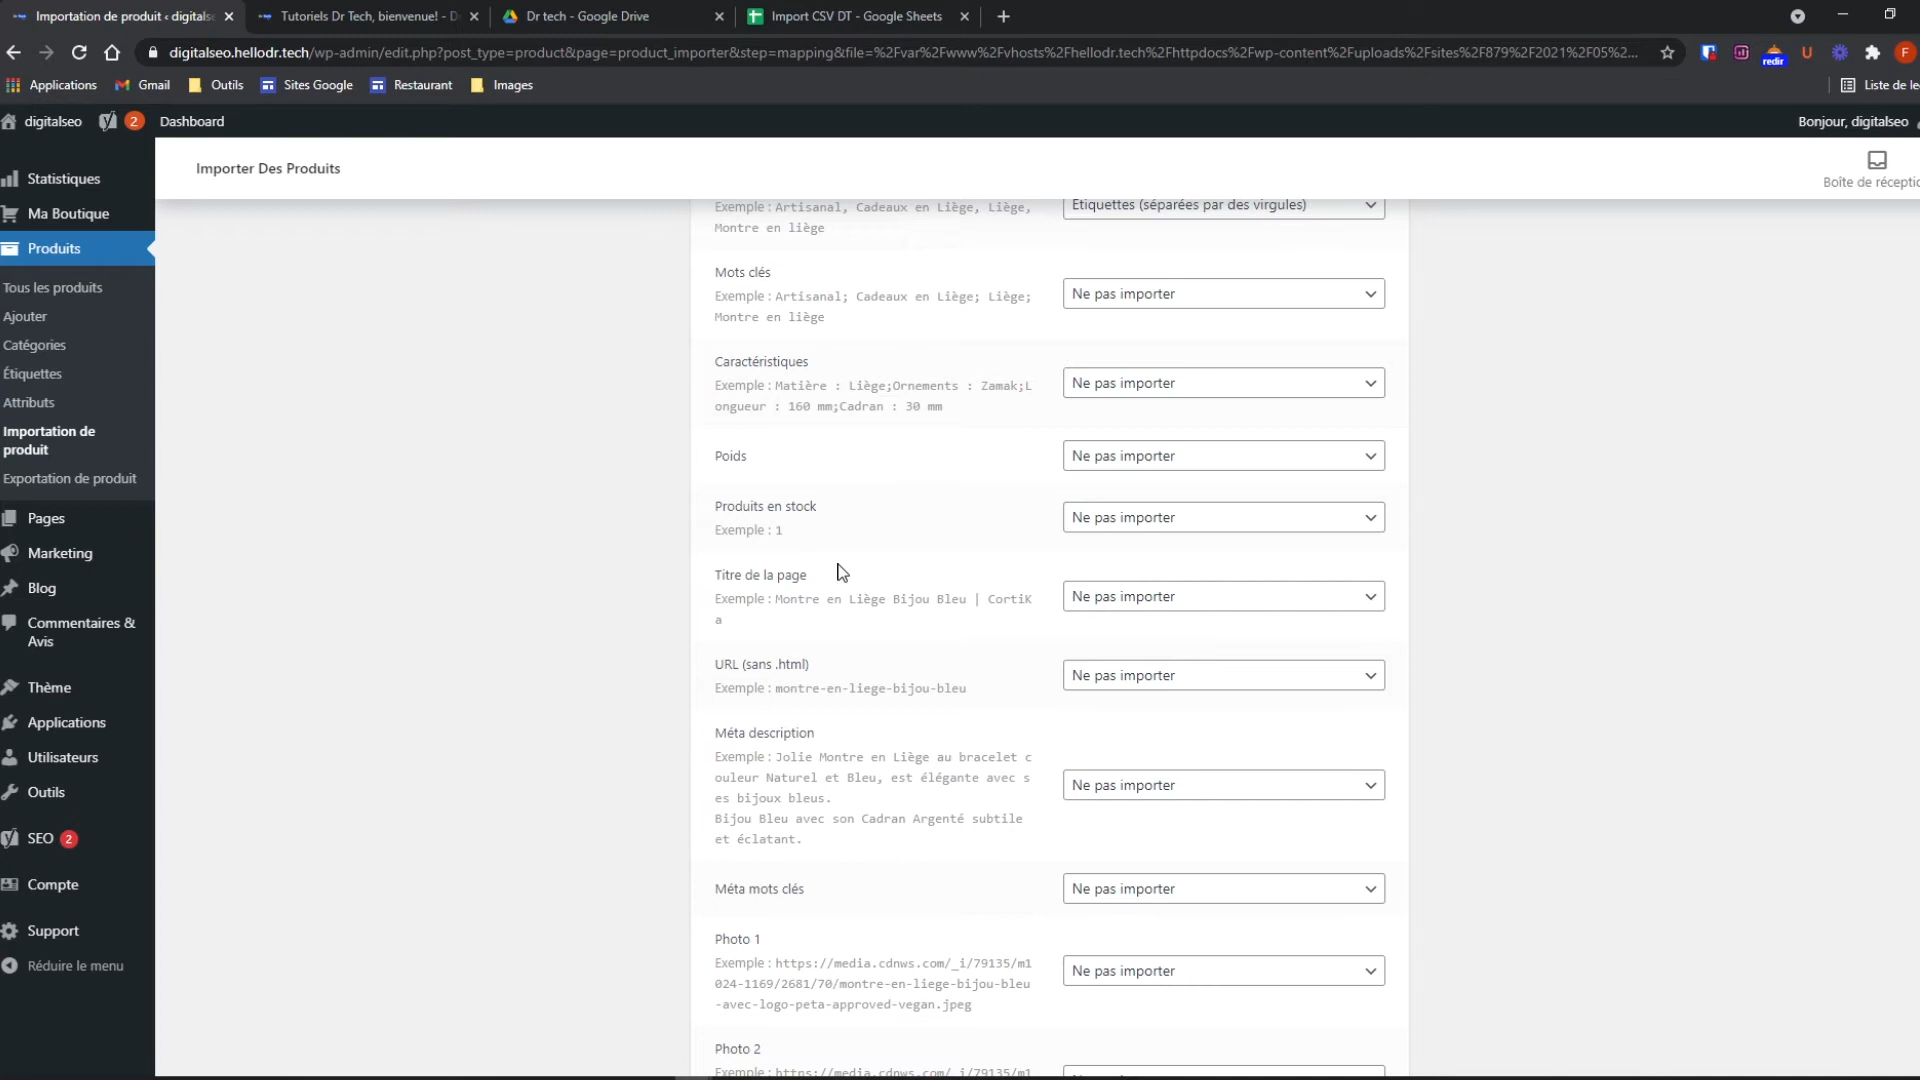 Importation de produit ‹ digitals
Tutoriels Dr Tech, bienvenue! - D
Dr tech - Google Drive
Import CSV DT - Google Sheets
digitalseo.hellodr.tech/wp-admin/edit.php?post_type=product&page=product_importer&step=mapping&file=%2Fvar%2Fwww%2Fvhosts%2Fhellodr.tech%2Fhttpdocs%2Fwp-content%2Fuploads%2Fsites%2F879%2F2021%2F05%2...
redir
U
F
Applications
Gmail
Outils
Sites Google
Restaurant
Images
Liste de le
digitalseo
2
Dashboard
Bonjour, digitalseo
Importer Des Produits
Boîte de réceptio
Statistiques
Ma Boutique
Produits
Tous les produits
Ajouter
Catégories
Étiquettes
Attributs
Importation de
produit
Exportation de produit
Pages
Marketing
Blog
Commentaires &
Avis
Thème
Applications
Utilisateurs
Outils
SEO 2
Compte
Support
Réduire le menu
Exemple : Artisanal, Cadeaux en Liège, Liège,
Montre en liège
Etiquettes (séparées par des virgules)
Mots clés
Exemple : Artisanal; Cadeaux en Liège; Liège;
Montre en liège
Ne pas importer
Caractéristiques
Exemple : Matière : Liège;Ornements : Zamak;L
ongueur : 160 mm;Cadran : 30 mm
Ne pas importer
Poids
Ne pas importer
Produits en stock
Exemple : 1
Ne pas importer
Titre de la page
Exemple : Montre en Liège Bijou Bleu | CortiK
a
Ne pas importer
URL (sans .html)
Exemple : montre-en-liege-bijou-bleu
Ne pas importer
Méta description
Exemple : Jolie Montre en Liège au bracelet c
ouleur Naturel et Bleu, est élégante avec s
es bijoux bleus.
Bijou Bleu avec son Cadran Argenté subtile
et éclatant.
Ne pas importer
Méta mots clés
Ne pas importer
Photo 1
Exemple : https://media.cdnws.com/_i/79135/m1
024-1169/2681/70/montre-en-liege-bijou-bleu
-avec-logo-peta-approved-vegan.jpeg
Ne pas importer
Photo 2
Exemple : https://media.cdnws.com/_i/79135/m1